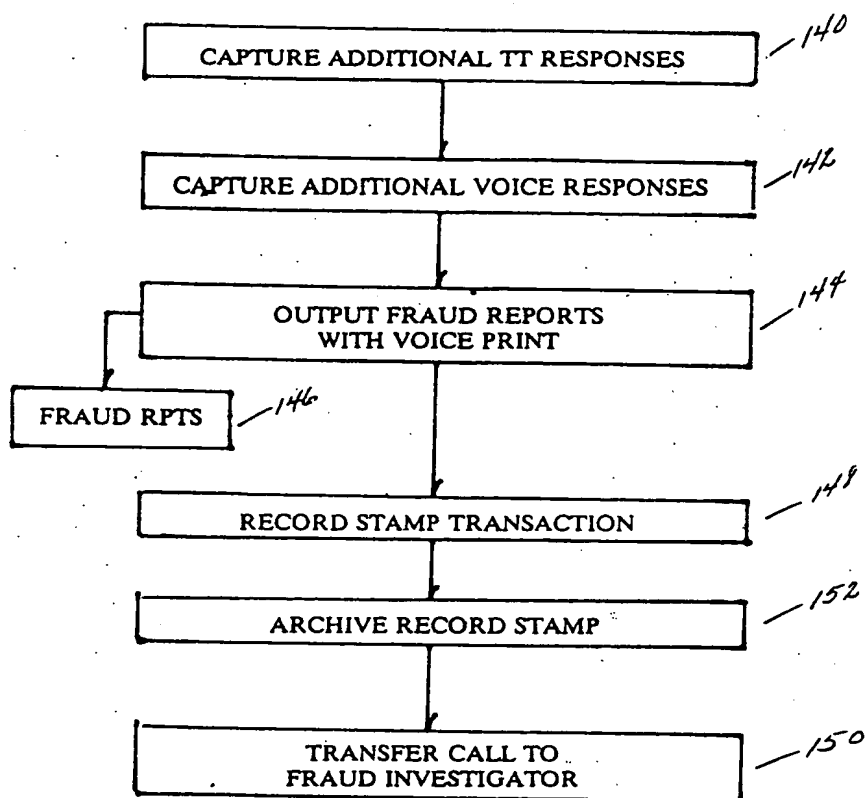 CAPTURE ADDITIONAL TT RESPONSES
140
CAPTURE ADDITIONAL VOICE RESPONSES
142
OUTPUT FRAUD REPORTS
WITH VOICE PRINT
144
FRAUD RPTS
146
RECORD STAMP TRANSACTION
148
ARCHIVE RECORD STAMP
152
TRANSFER CALL TO
FRAUD INVESTIGATOR
150